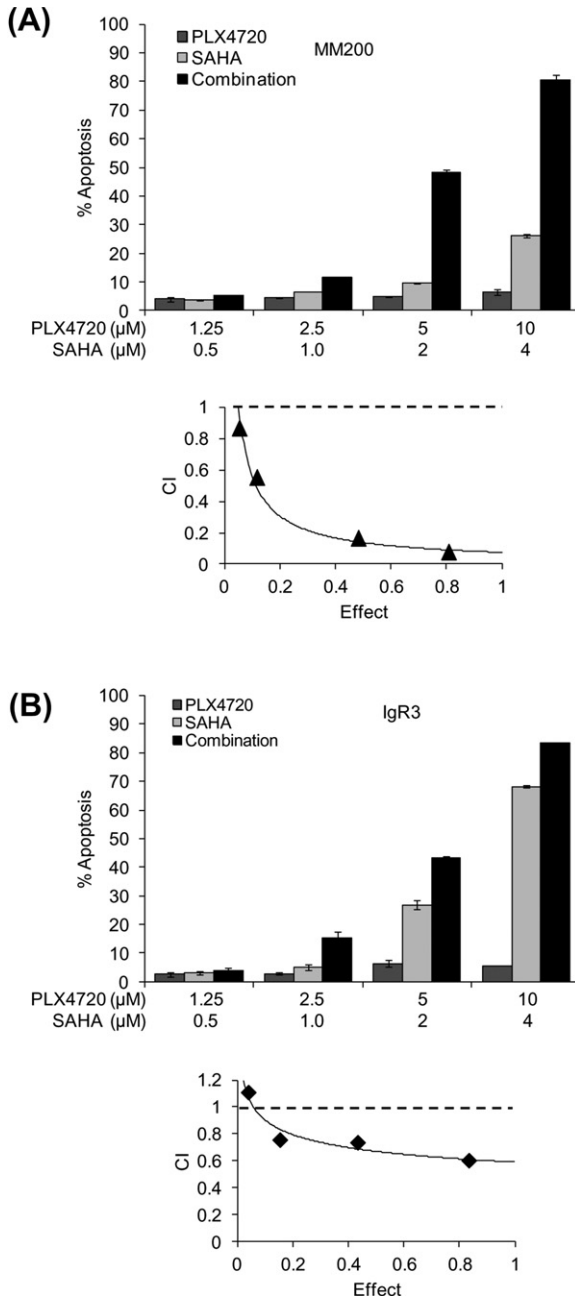 (A)
PLX4720
SAHA
Combination
MM200
% Apoptosis
100
90
80
70
60
50
40
30
20
10
0
PLX4720 (µM) 1.25 2.5 5 10
SAHA (µM) 0.5 1.0 2 4
CI
1
0.8
0.6
0.4
0.2
0
0 0.2 0.4 0.6 0.8 1
Effect
(B)
PLX4720
SAHA
Combination
IgR3
% Apoptosis
100
90
80
70
60
50
40
30
20
10
0
PLX4720 (µM) 1.25 2.5 5 10
SAHA (µM) 0.5 1.0 2 4
CI
1.2
1
0.8
0.6
0.4
0.2
0
0 0.2 0.4 0.6 0.8 1
Effect